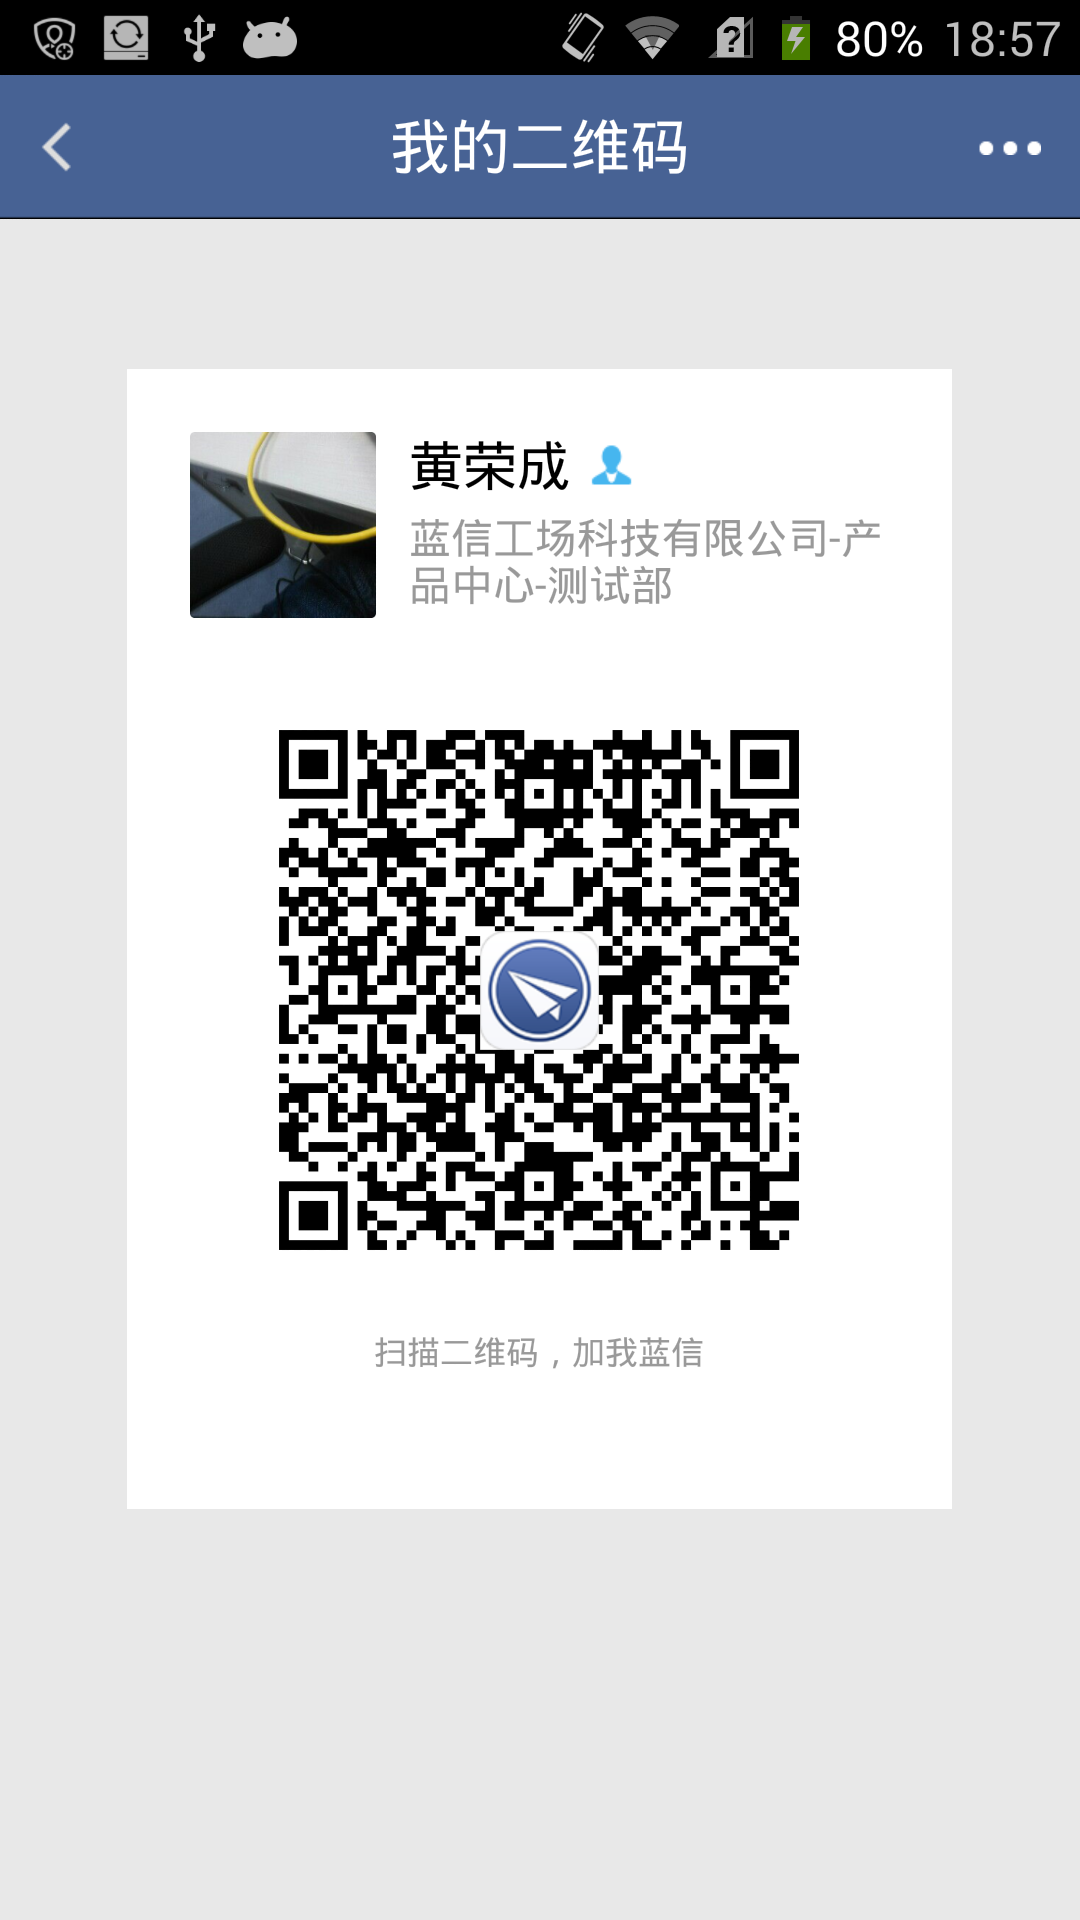 80% 18:57
我的二维码
黄荣成
蓝信工场科技有限公司-产
品中心-测试部
扫描二维码，加我蓝信